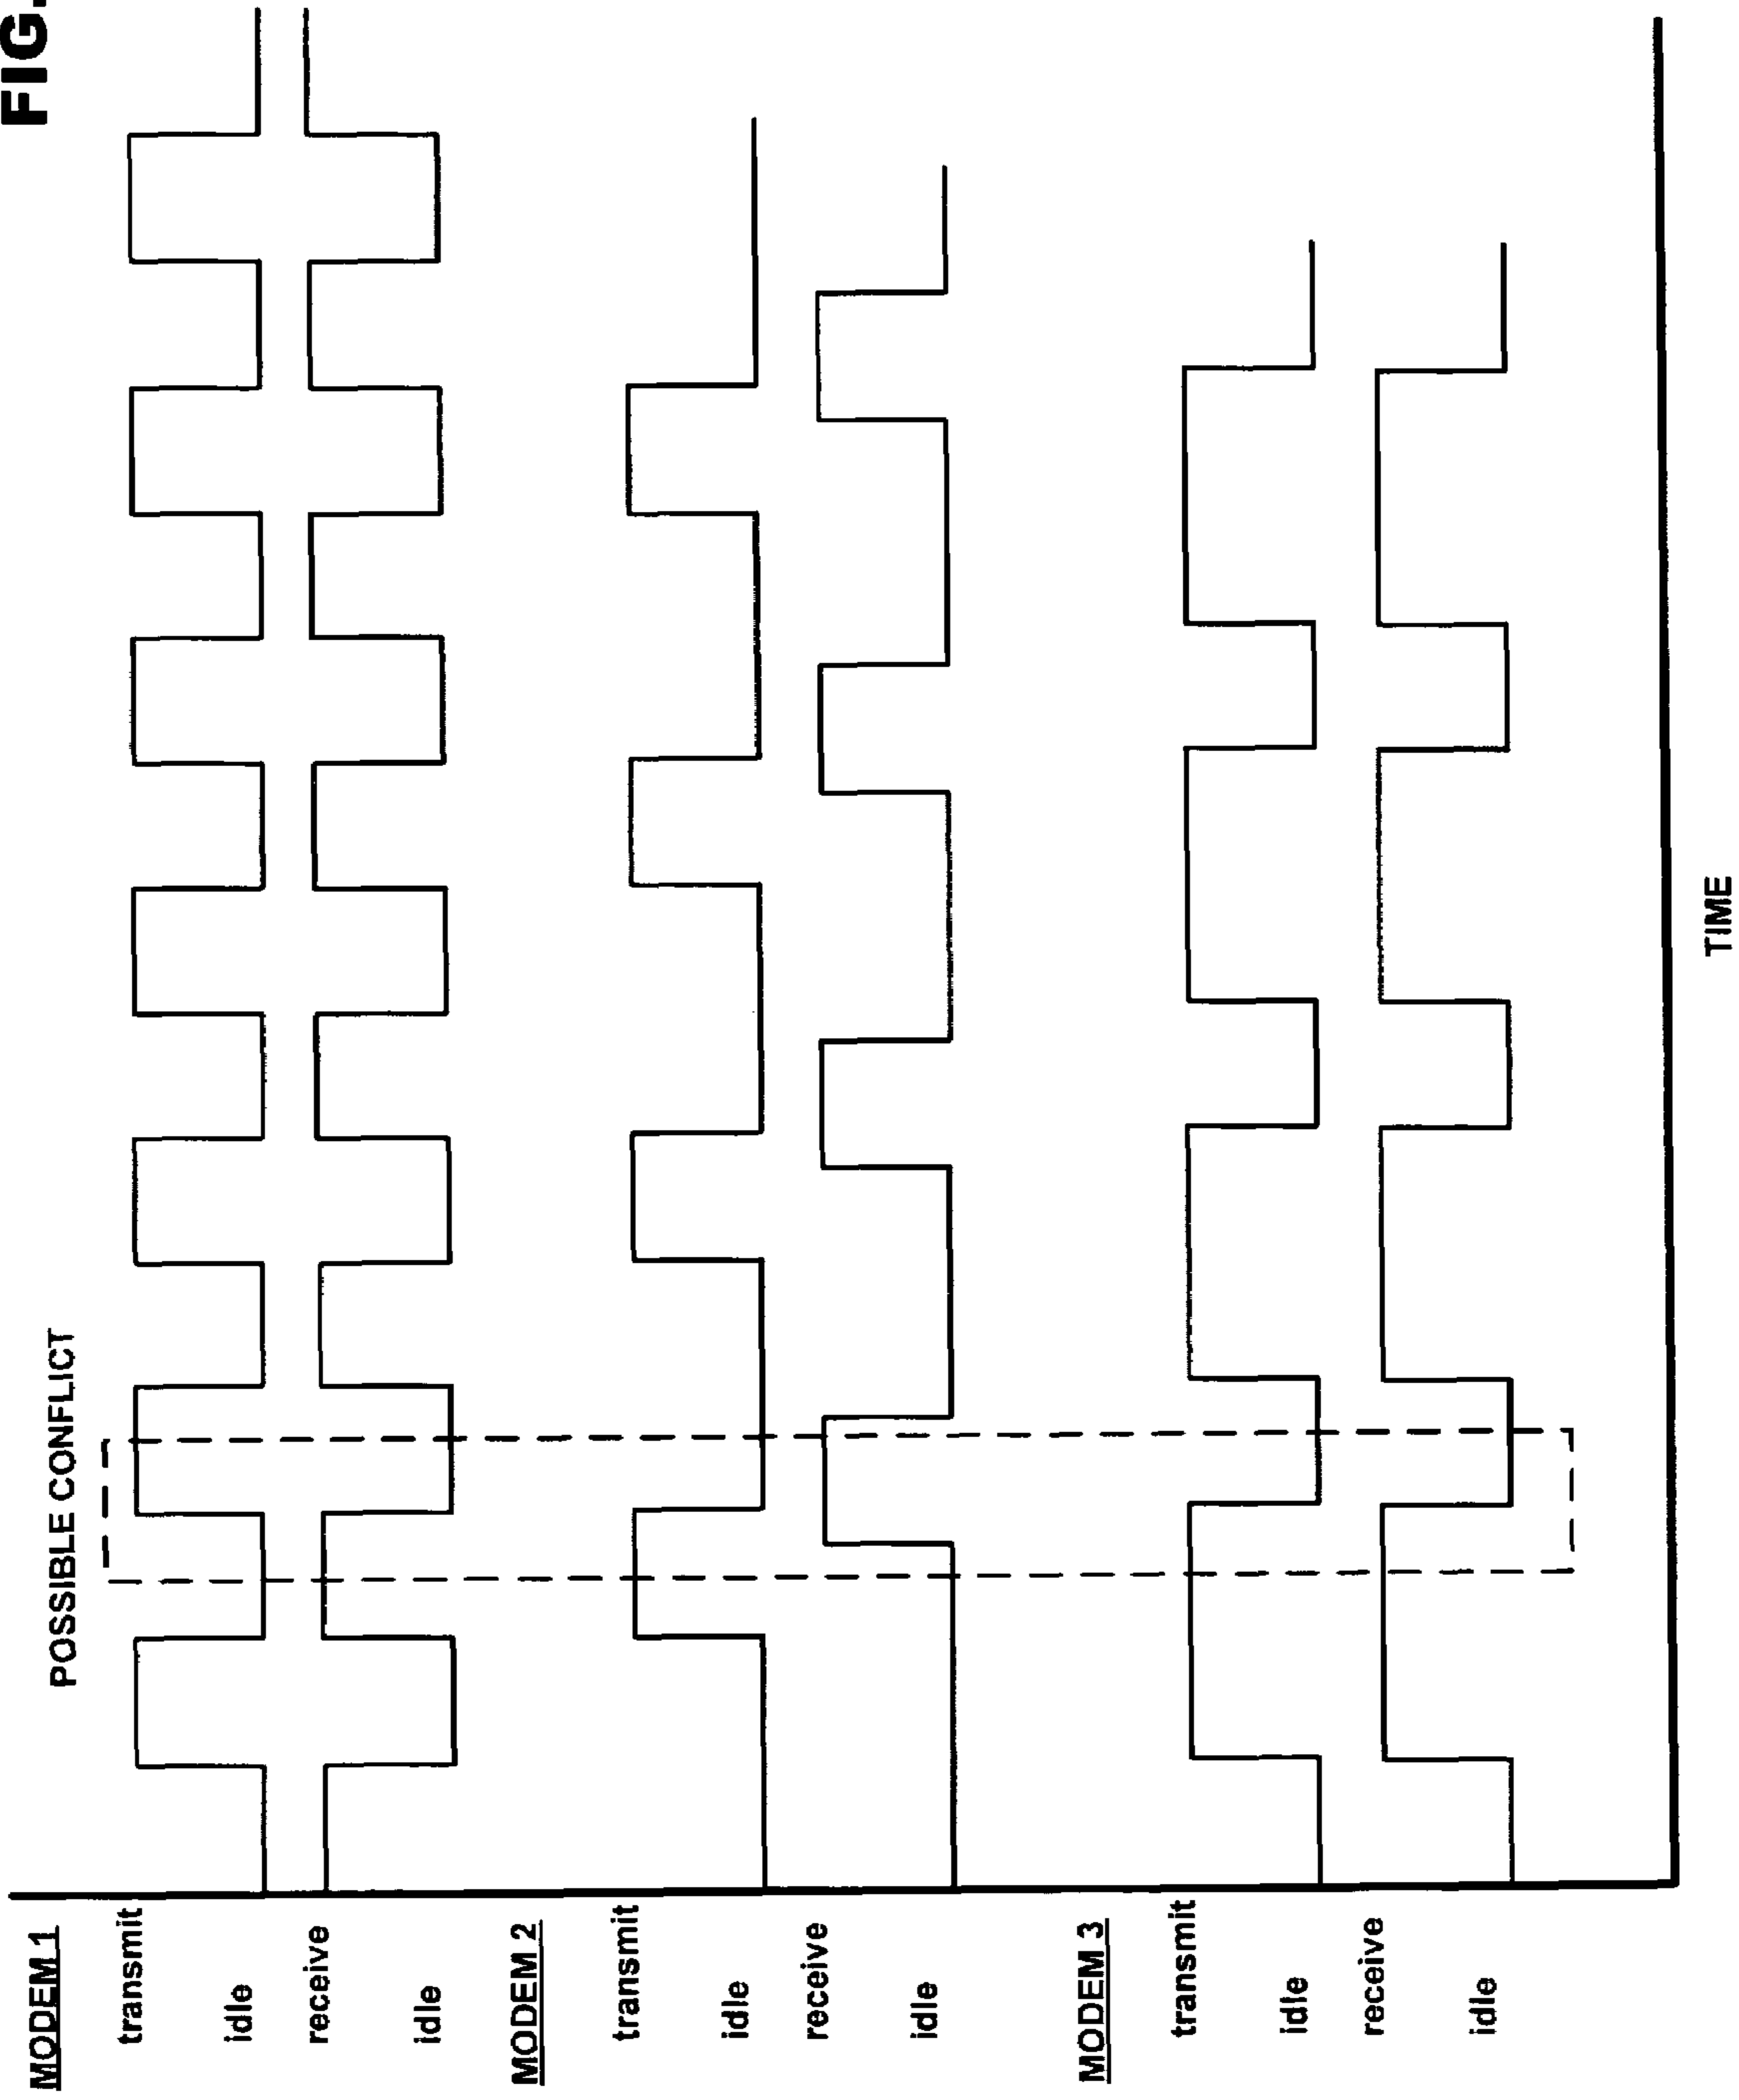 FIG.
POSSIBLE CONFLICT
MODEM 1
transmit
idle
receive
idle
MODEM 2
transmit
idle
receive
idle
MODEM 3
transmit
idle
receive
idle
TIME